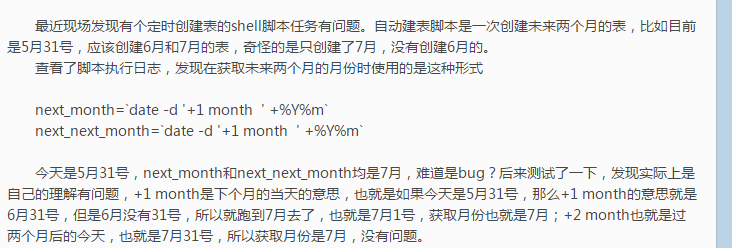 最近现场发现有个定时创建表的shell脚本任务有问题。自动建表脚本是一次创建未来两个月的表，比如目前
是5月31号，应该创建6月和7月的表，奇怪的是只创建了7月，没有创建6月的。
查看了脚本执行日志，发现在获取未来两个月的月份时使用的是这种形式
next_month=`date -d '+1 month  ' +%Y%m`
next_next_month=`date -d '+1 month  ' +%Y%m`
今天是5月31号，next_month和next_next_month均是7月，难道是bug？后来测试了一下，发现实际上是
自己的理解有问题，+1 month是下个月的当天的意思，也就是如果今天是5月31号，那么+1 month的意思就是
6月31号，但是6月没有31号，所以就跑到7月去了，也就是7月1号，获取月份也就是7月；+2 month也就是过
两个月后的今天，也就是7月31号，所以获取月份是7月，没有问题。